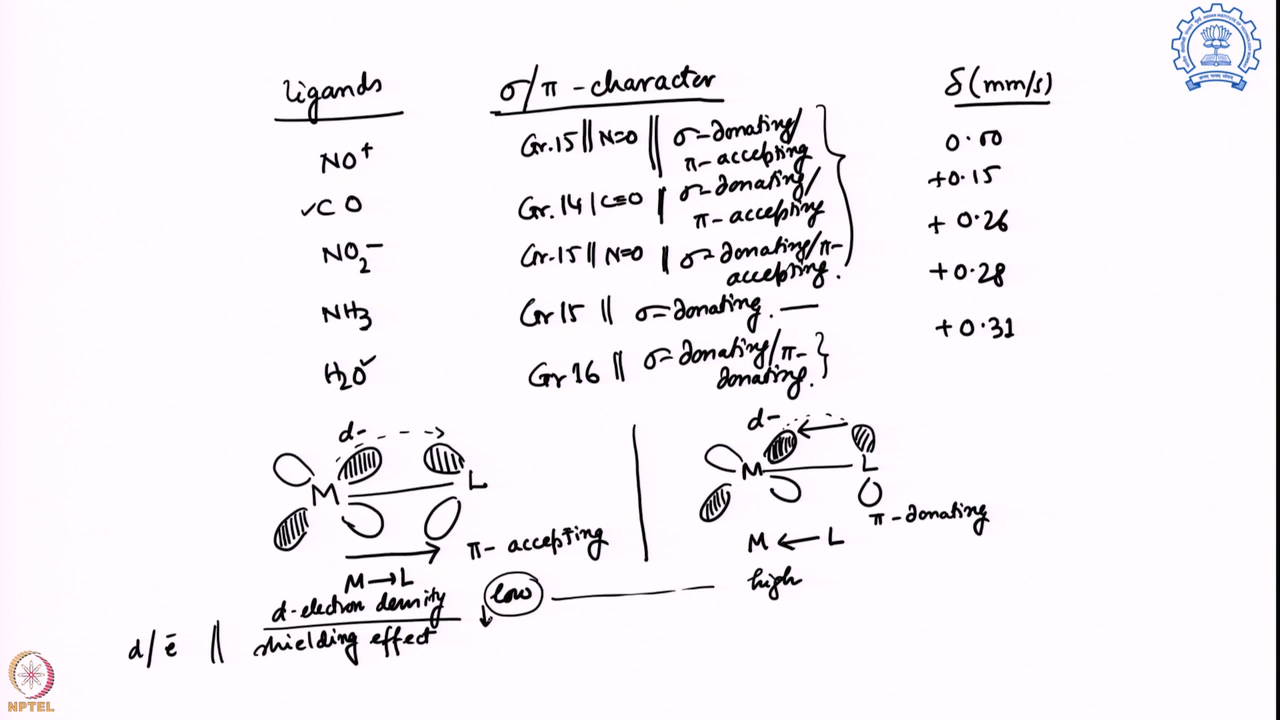 Ligands σ/π - character δ (mm/s)
NO⁺ Gr.15 || N=O || σ-donating/ π-accepting 0.00
✓CO Gr.14 | C≡O | σ-donating/ π-accepting +0.15
NO₂⁻ Gr.15 || N=O || σ-donating/π-accepting. +0.26
NH₃ Gr 15 || σ-donating. — +0.28
H₂O✓ Gr 16 || σ-donating/π-donating. +0.31
d-
M L
π- accepting
M→L
d-electron density
shielding effect
d/ē ||
low
d-
M L
π-donating
M ← L
high
NPTEL